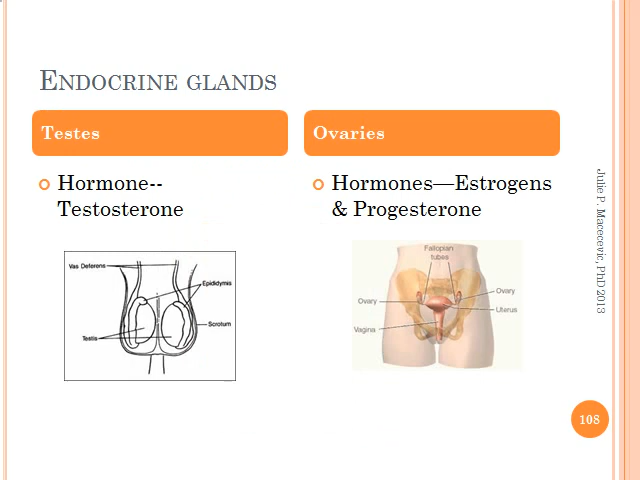 ENDOCRINE GLANDS
Testes
Hormone--
Testosterone
Vas Deferens
Epididymis
Scrotum
Testis
Ovaries
Hormones—Estrogens
& Progesterone
Fallopian
tubes
Ovary
Ovary
Uterus
Vagina
Julie P. Macecevic, PhD 2013
108